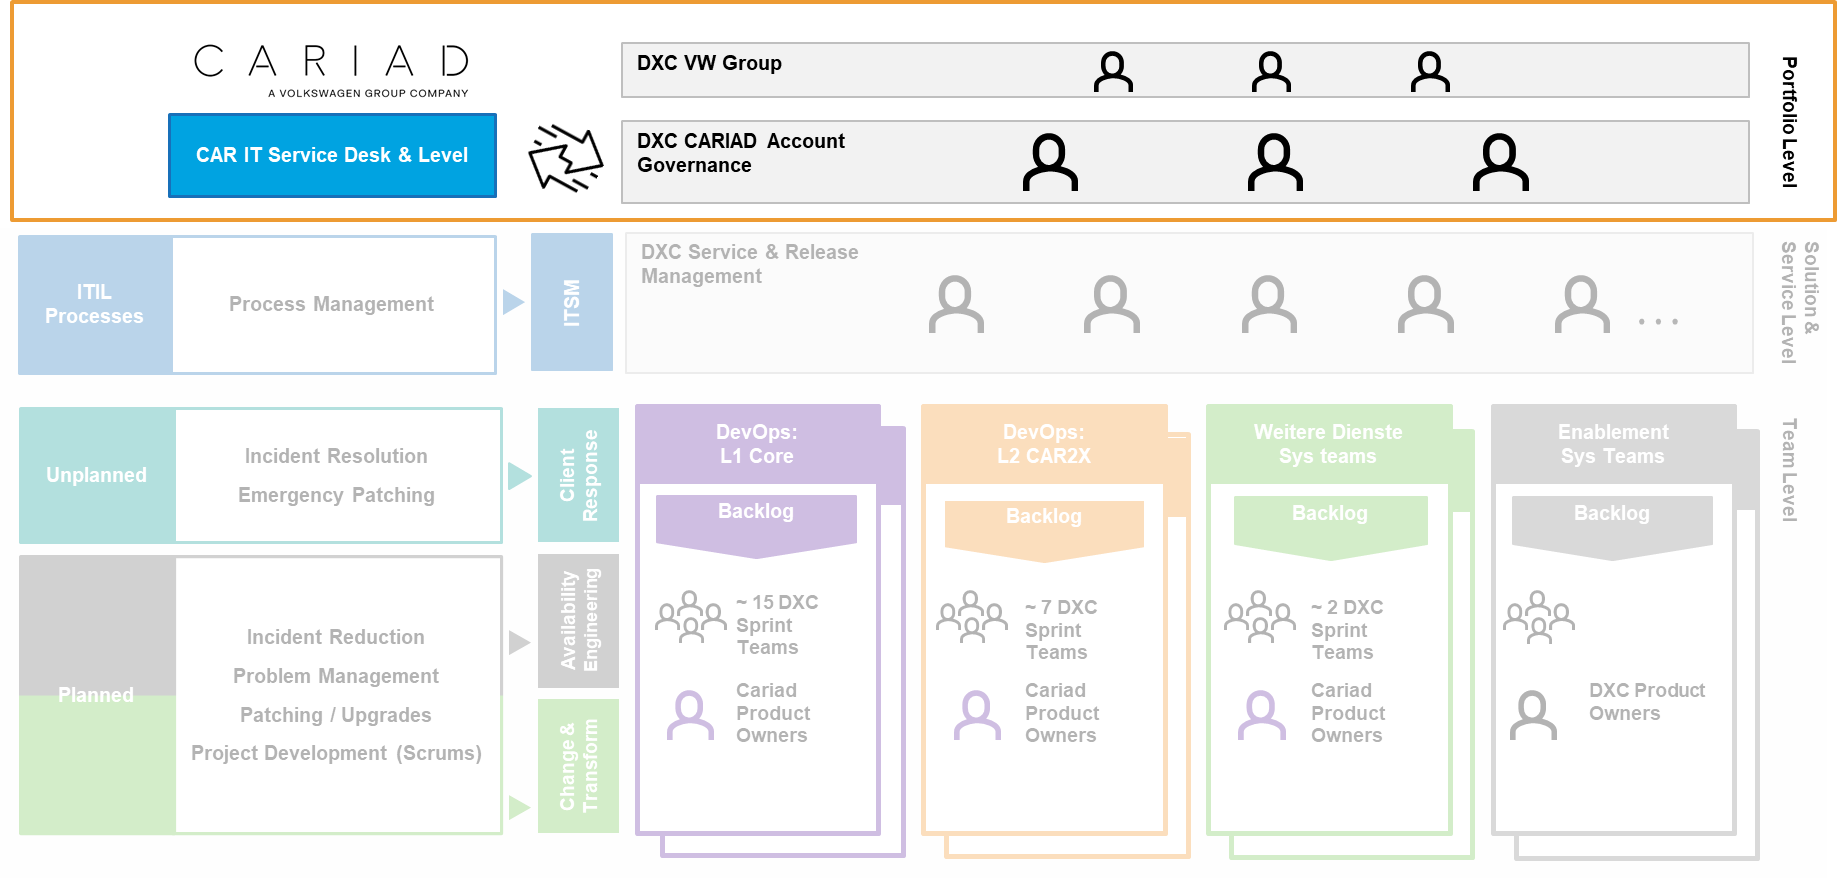 CARIAD
A VOLKSWAGEN GROUP COMPANY
CAR IT Service Desk & Level
DXC VW Group
DXC CARIAD Account
Governance
Portfolio Level
ITIL
Processes
Process Management
ITSM
DXC Service & Release
Management
...
Solution &
Service Level
Unplanned
Incident Resolution
Emergency Patching
Client
Response
Planned
Incident Reduction
Problem Management
Patching / Upgrades
Project Development (Scrums)
Availability
Engineering
Change &
Transform
DevOps:
L1 Core
Backlog
~ 15 DXC
Sprint
Teams
Cariad
Product
Owners
DevOps:
L2 CAR2X
Backlog
~ 7 DXC
Sprint
Teams
Cariad
Product
Owners
Weitere Dienste
Sys teams
Backlog
~ 2 DXC
Sprint
Teams
Cariad
Product
Owners
Enablement
Sys Teams
Backlog
DXC Product
Owners
Team Level